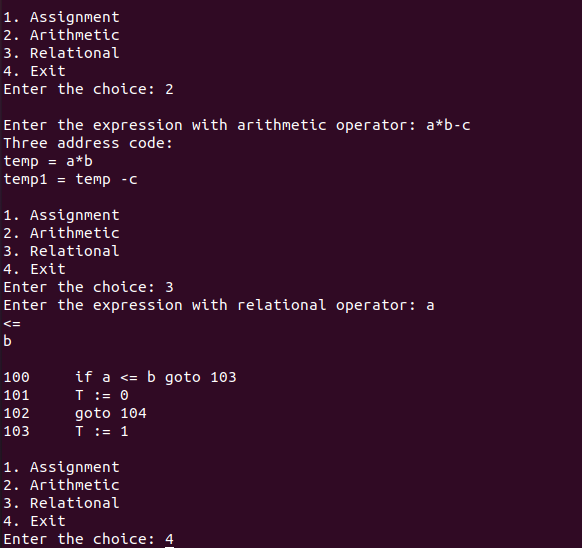 1. Assignment
2. Arithmetic
3. Relational
4. Exit
Enter the choice: 2
Enter the expression with arithmetic operator: a*b-c
Three address code:
temp = a*b
temp1 = temp -c
1. Assignment
2. Arithmetic
3. Relational
4. Exit
Enter the choice: 3
Enter the expression with relational operator: a
<=
b
100     if a <= b goto 103
101     T := 0
102     goto 104
103     T := 1
1. Assignment
2. Arithmetic
3. Relational
4. Exit
Enter the choice: 4